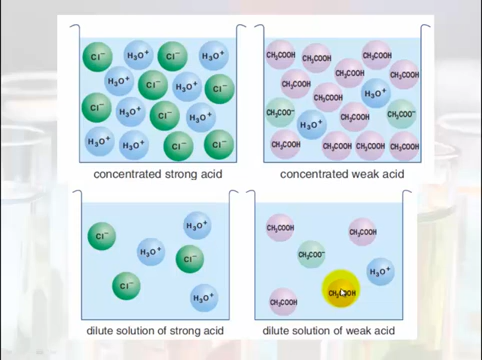 Cl⁻ H₃O⁺ Cl⁻ H₃O⁺
H₃O⁺ Cl⁻ H₃O⁺ Cl⁻
Cl⁻ H₃O⁺ Cl⁻ H₃O⁺
H₃O⁺ H₃O⁺ Cl⁻ Cl⁻
concentrated strong acid
CH₃COOH CH₃COOH CH₃COOH
CH₃COOH CH₃COOH CH₃COOH
CH₃COOH H₃O⁺
CH₃COO⁻ CH₃COOH CH₃COO⁻
H₃O⁺
CH₃COOH CH₃COOH CH₃COOH CH₃COOH
concentrated weak acid
Cl⁻ H₃O⁺
H₃O⁺ Cl⁻
Cl⁻ H₃O⁺
dilute solution of strong acid
CH₃COOH CH₃COOH
CH₃COO⁻ H₃O⁺
CH₃COOH CH₃COOH
dilute solution of weak acid